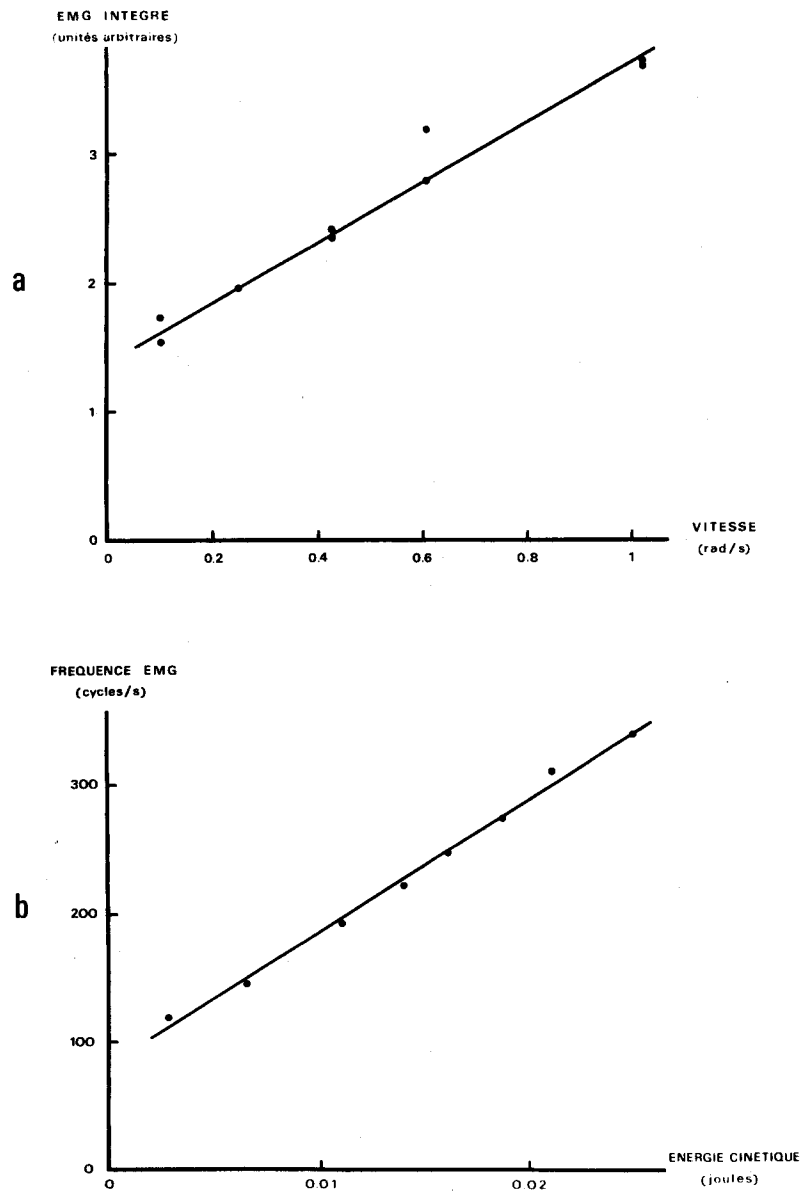 EMG INTEGRE
(unités arbitraires)
3
a
2
1
0
0 0.2 0.4 0.6 0.8 1
VITESSE
(rad/s)
FREQUENCE EMG
(cycles/s)
300
b
200
100
0
0 0.01 0.02
ENERGIE CINETIQUE
(joules)